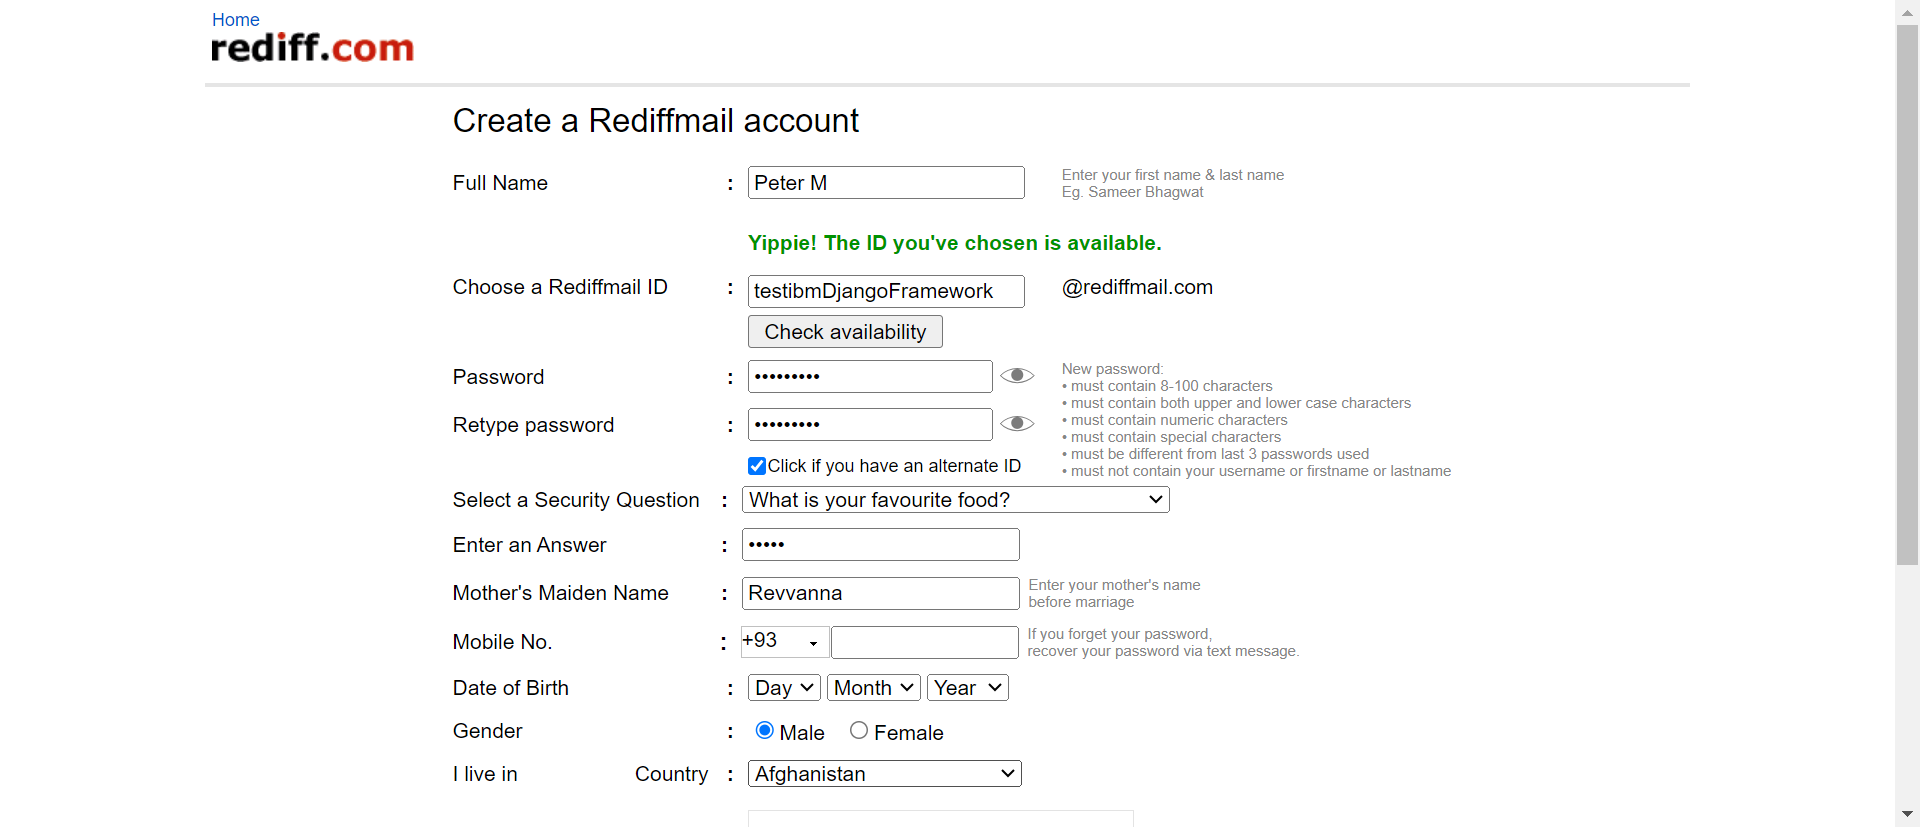 Home
rediff.com
Create a Rediffmail account
Full Name : Peter M
Enter your first name & last name
Eg. Sameer Bhagwat
Yippie! The ID you've chosen is available.
Choose a Rediffmail ID : testibmDjangoFramework @rediffmail.com
Check availability
Password : •••••••••
Retype password : •••••••••
New password:
• must contain 8-100 characters
• must contain both upper and lower case characters
• must contain numeric characters
• must contain special characters
• must be different from last 3 passwords used
• must not contain your username or firstname or lastname
Click if you have an alternate ID
Select a Security Question : What is your favourite food?
Enter an Answer : •••••
Mother's Maiden Name : Revvanna
Enter your mother's name
before marriage
Mobile No. : +93
If you forget your password,
recover your password via text message.
Date of Birth : Day Month Year
Gender : Male Female
I live in Country : Afghanistan